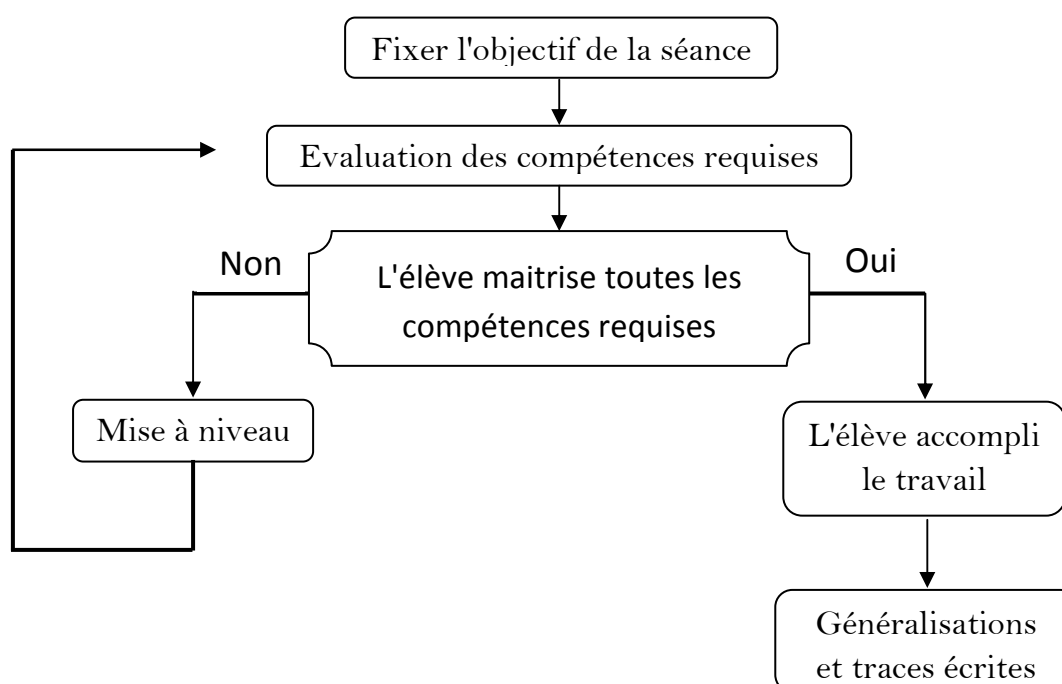 Fixer l'objectif de la séance
Evaluation des compétences requises
Non
L'élève maitrise toutes les
compétences requises
Oui
Mise à niveau
L'élève accompli
le travail
Généralisations
et traces écrites